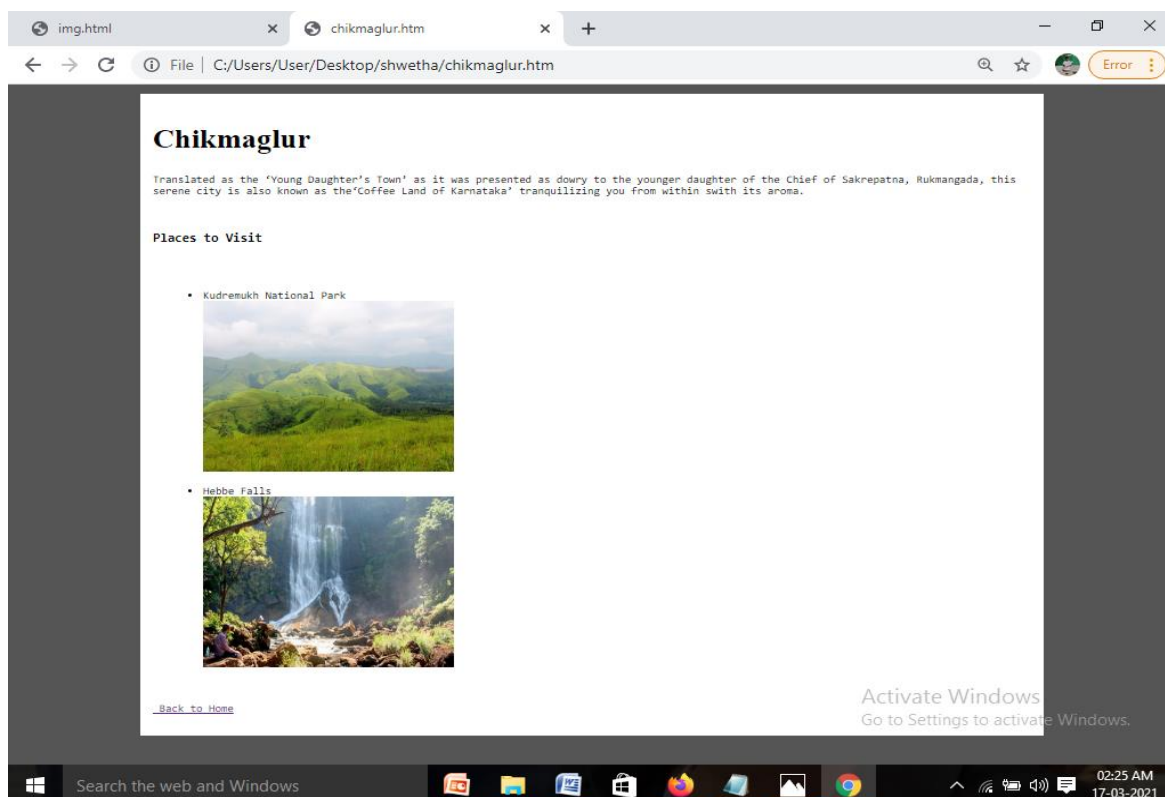 img.html
chikmaglur.htm
File | C:/Users/User/Desktop/shwetha/chikmaglur.htm
Error
Chikmaglur
Translated as the ‘Young Daughter’s Town’ as it was presented as dowry to the younger daughter of the Chief of Sakrepatna, Rukmangada, this
serene city is also known as the‘Coffee Land of Karnataka’ tranquilizing you from within swith its aroma.
Places to Visit
Kudremukh National Park
Hebbe Falls
Back to Home
Activate Windows
Go to Settings to activate Windows.
Search the web and Windows
02:25 AM
17-03-2021